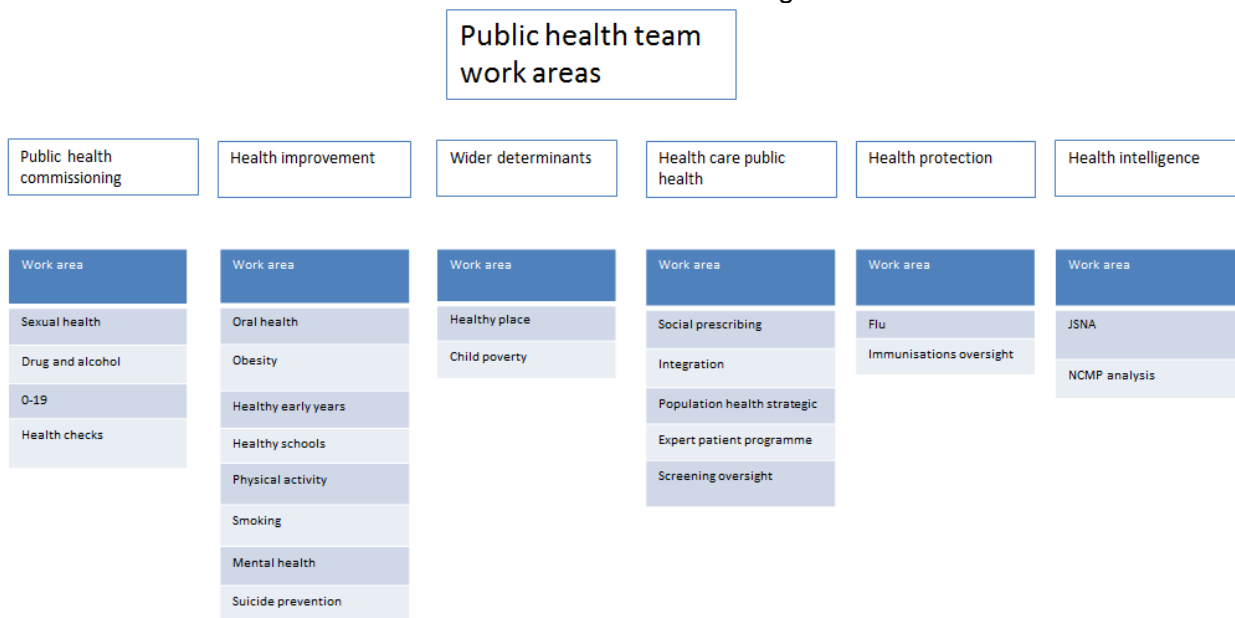 Public health team
work areas
Public health
commissioning
Health improvement
Wider determinants
Health care public
health
Health protection
Health intelligence
Work area
Sexual health
Drug and alcohol
0-19
Health checks
Work area
Oral health
Obesity
Healthy early years
Healthy schools
Physical activity
Smoking
Mental health
Suicide prevention
Work area
Healthy place
Child poverty
Work area
Social prescribing
Integration
Population health strategic
Expert patient programme
Screening oversight
Work area
Flu
Immunisations oversight
Work area
JSNA
NCMP analysis